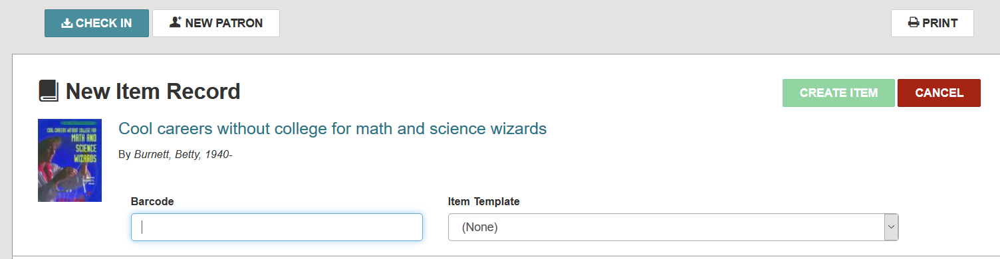 CHECK IN NEW PATRON PRINT
New Item Record CREATE ITEM CANCEL
COOL CAREERS WITHOUT COLLEGE FOR
MATH AND
SCIENCE
WIZARDS
Cool careers without college for math and science wizards
By Burnett, Betty, 1940-
Barcode Item Template
(None)